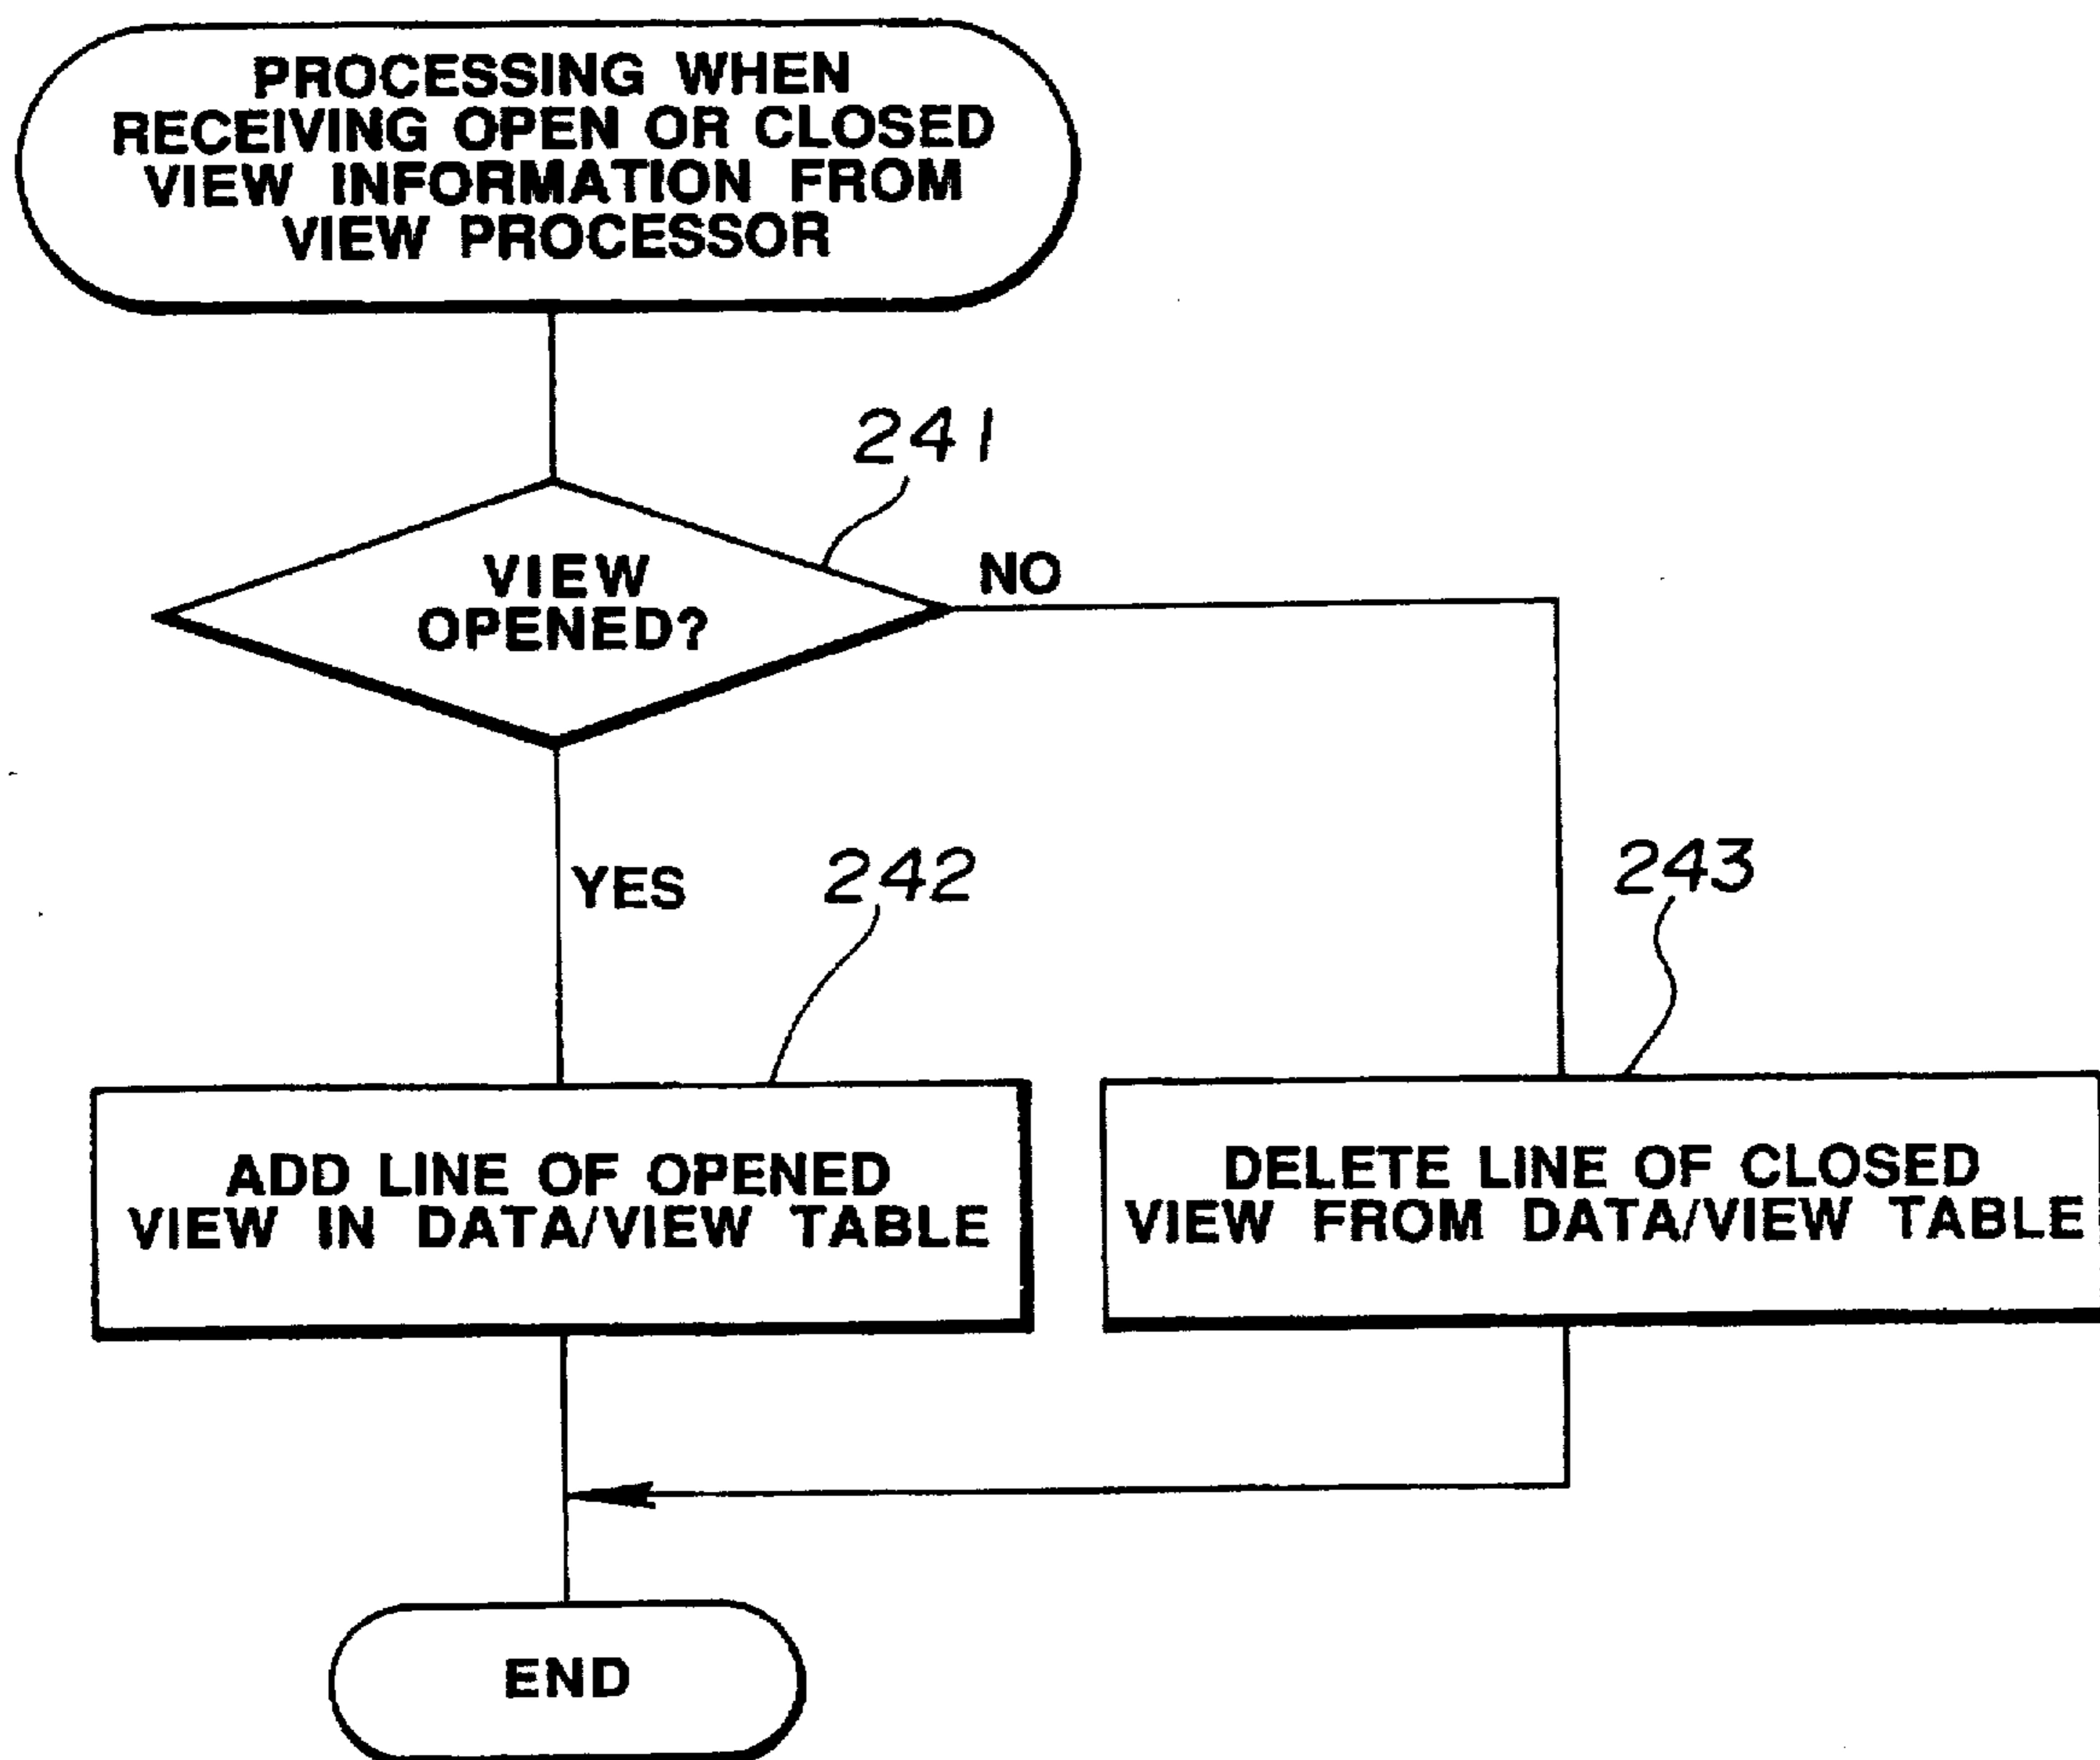 PROCESSING WHEN
RECEIVING OPEN OR CLOSED
VIEW INFORMATION FROM
VIEW PROCESSOR
241
VIEW
OPENED?
NO
YES
242
243
ADD LINE OF OPENED
VIEW IN DATA/VIEW TABLE
DELETE LINE OF CLOSED
VIEW FROM DATA/VIEW TABLE
END